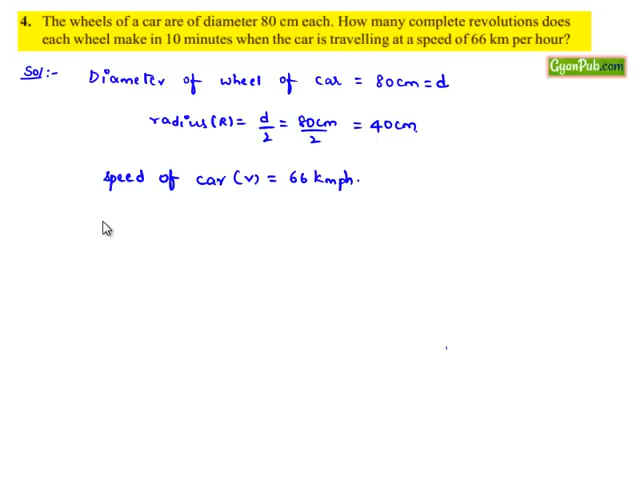 4. The wheels of a car are of diameter 80 cm each. How many complete revolutions does
each wheel make in 10 minutes when the car is travelling at a speed of 66 km per hour?
GyanPub.com
Sol:- Diameter of wheel of car = 80cm = d
radius(R) = d/2 = 80cm/2 = 40cm
speed of car (v) = 66 kmph.